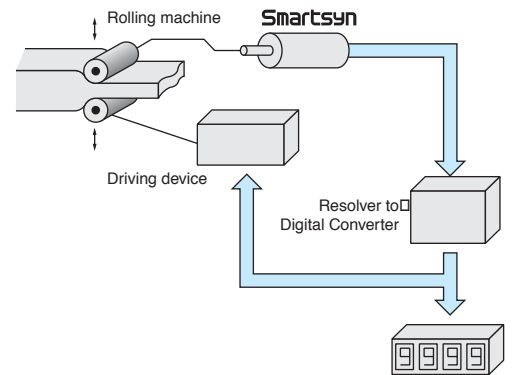 Rolling machine
Smartsyn
Driving device
Resolver to□
Digital Converter
9999